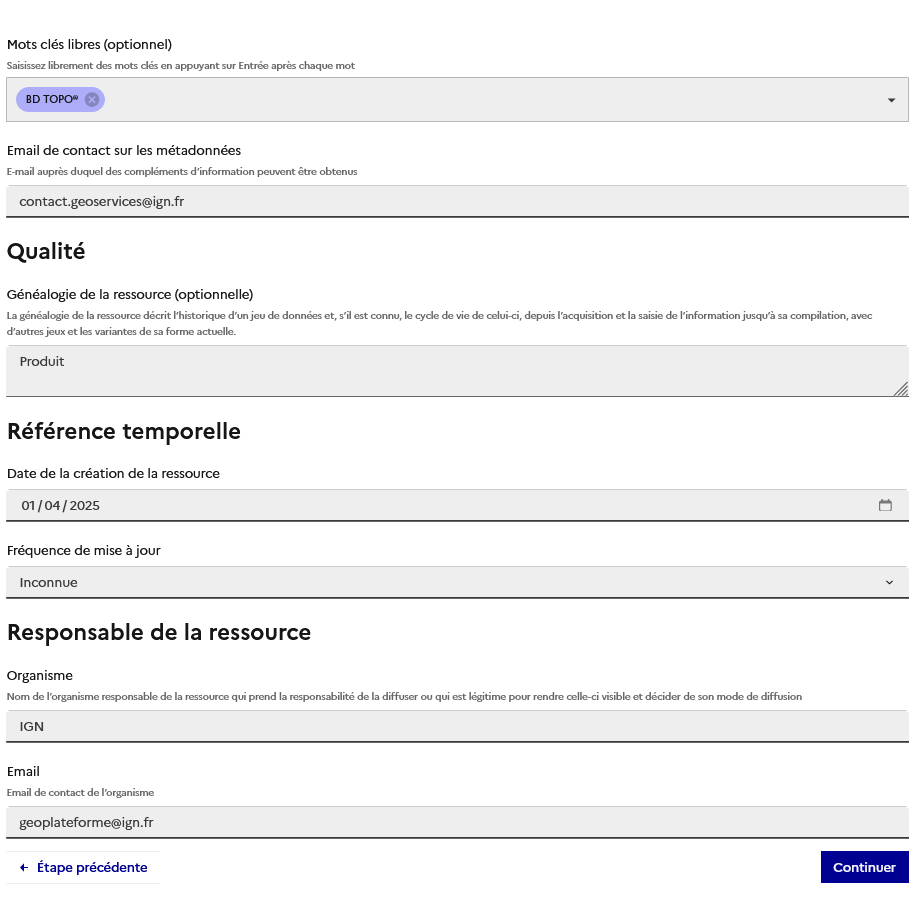 Mots clés libres (optionnel)
Saisissez librement des mots clés en appuyant sur Entrée après chaque mot
BD TOPO®
Email de contact sur les métadonnées
E-mail auprès duquel des compléments d'information peuvent être obtenus
contact.geoservices@ign.fr
Qualité
Généalogie de la ressource (optionnelle)
La généalogie de la ressource décrit l'historique d'un jeu de données et, s'il est connu, le cycle de vie de celui-ci, depuis l'acquisition et la saisie de l'information jusqu'à sa compilation, avec
d'autres jeux et les variantes de sa forme actuelle.
Produit
Référence temporelle
Date de la création de la ressource
01 / 04 / 2025
Fréquence de mise à jour
Inconnue
Responsable de la ressource
Organisme
Nom de l'organisme responsable de la ressource qui prend la responsabilité de la diffuser ou qui est légitime pour rendre celle-ci visible et décider de son mode de diffusion
IGN
Email
Email de contact de l'organisme
geoplateforme@ign.fr
Étape précédente
Continuer